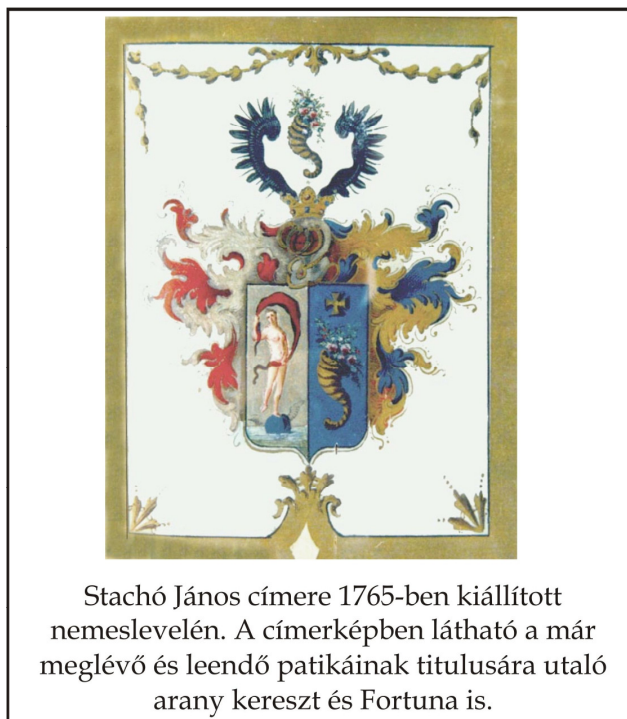 Stachó János címere 1765-ben kiállított
nemeslevelén. A címerképben látható a már
meglévő és leendő patikáinak titulusára utaló
arany kereszt és Fortuna is.